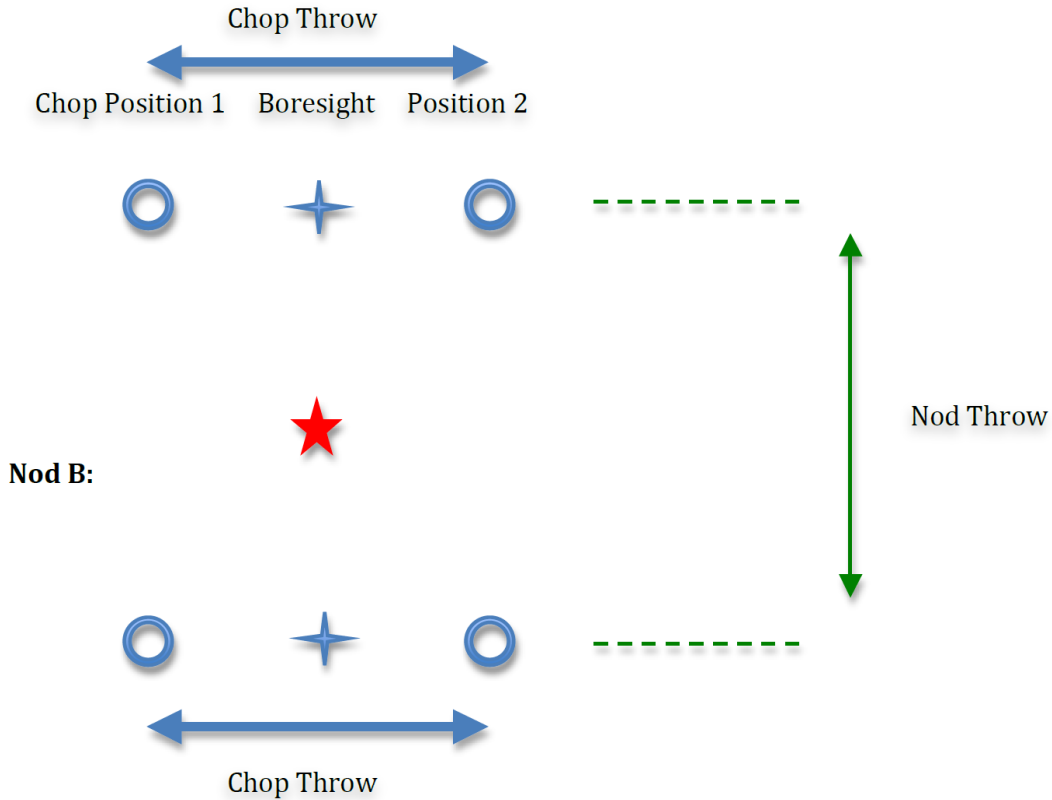 Chop Throw
Chop Position 1 Boresight Position 2
Nod Throw
Nod B:
Chop Throw